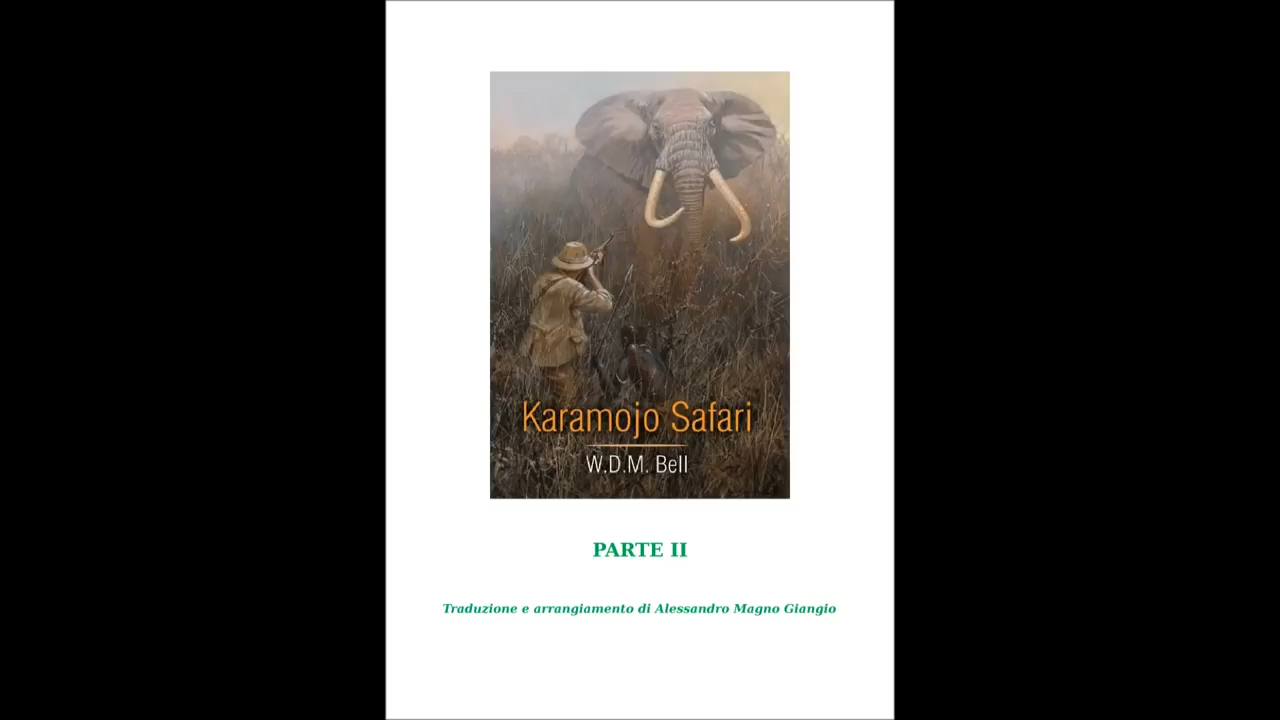 Karamojo Safari
W.D.M. Bell
PARTE II
Traduzione e arrangiamento di Alessandro Magno Giangio